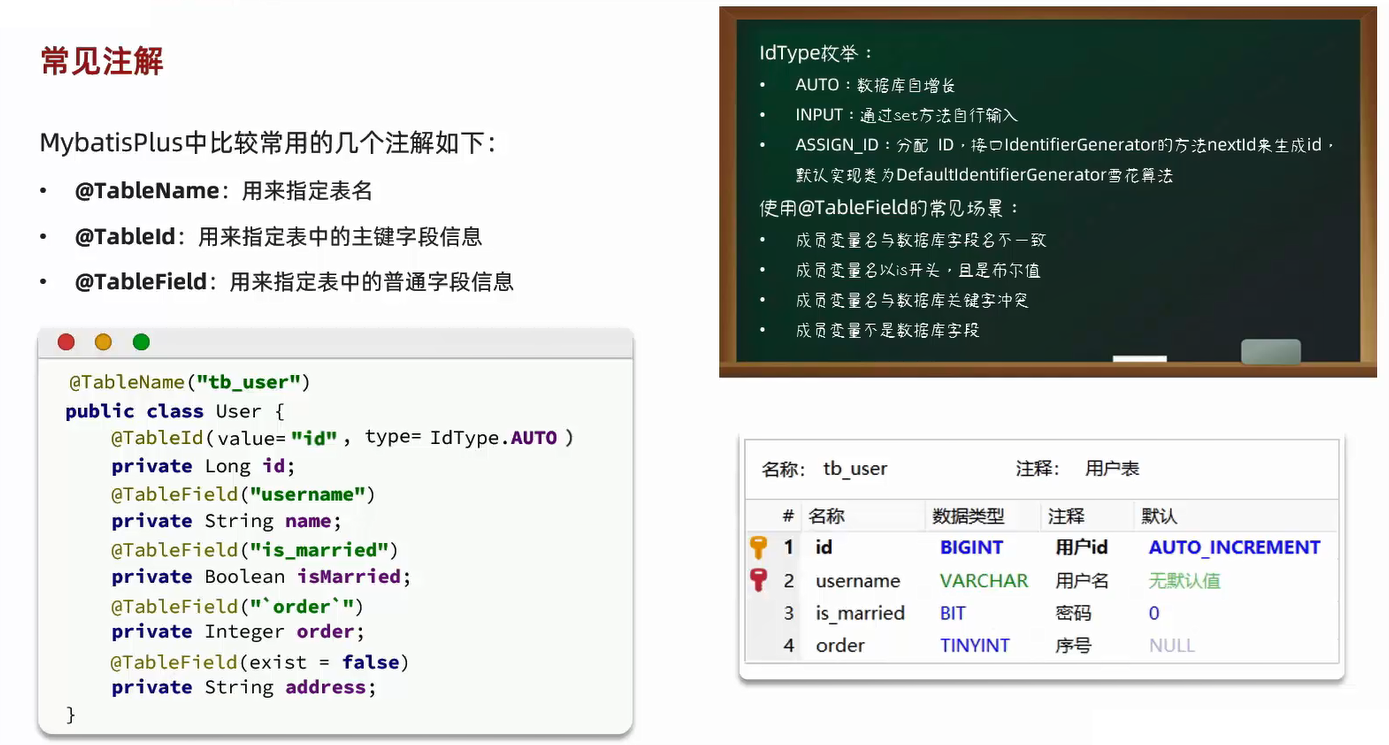 常见注解
MybatisPlus中比较常用的几个注解如下：
• @TableName：用来指定表名
• @TableId：用来指定表中的主键字段信息
• @TableField：用来指定表中的普通字段信息
@TableName("tb_user")
public class User {
@TableId(value="id", type=IdType.AUTO)
private Long id;
@TableField("username")
private String name;
@TableField("is_married")
private Boolean isMarried;
@TableField("`order`")
private Integer order;
@TableField(exist = false)
private String address;
}
IdType枚举：
• AUTO：数据库自增长
• INPUT：通过set方法自行输入
• ASSIGN_ID：分配 ID，接口IdentifierGenerator的方法nextId来生成id，
默认实现类为DefaultIdentifierGenerator雪花算法
使用@TableField的常见场景：
• 成员变量名与数据库字段名不一致
• 成员变量名以is开头，且是布尔值
• 成员变量名与数据库关键字冲突
• 成员变量不是数据库字段
名称： tb_user 注释： 用户表
# 名称 数据类型 注释 默认
1 id BIGINT 用户id AUTO_INCREMENT
2 username VARCHAR 用户名 无默认值
3 is_married BIT 密码 0
4 order TINYINT 序号 NULL